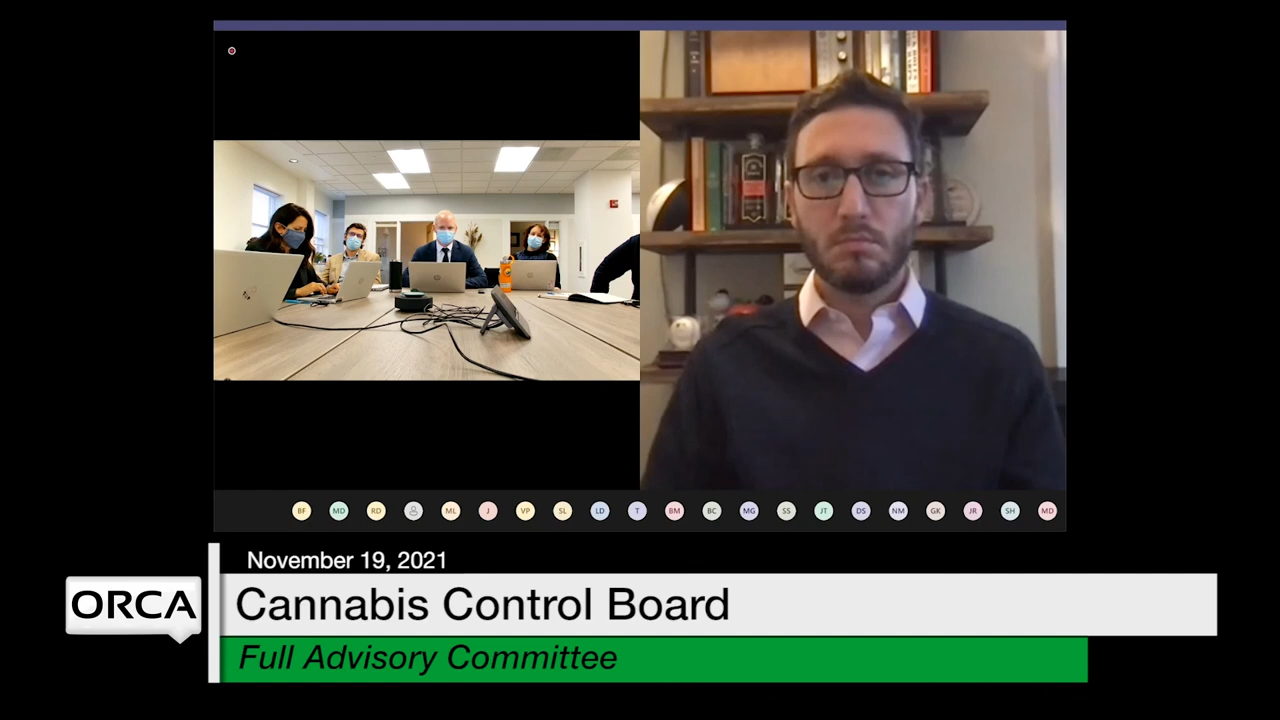 BF MD RD ML J VP SL LD T BM BC MG SS JT DS NM GK JR SH MD
November 19, 2021
ORCA
Cannabis Control Board
Full Advisory Committee